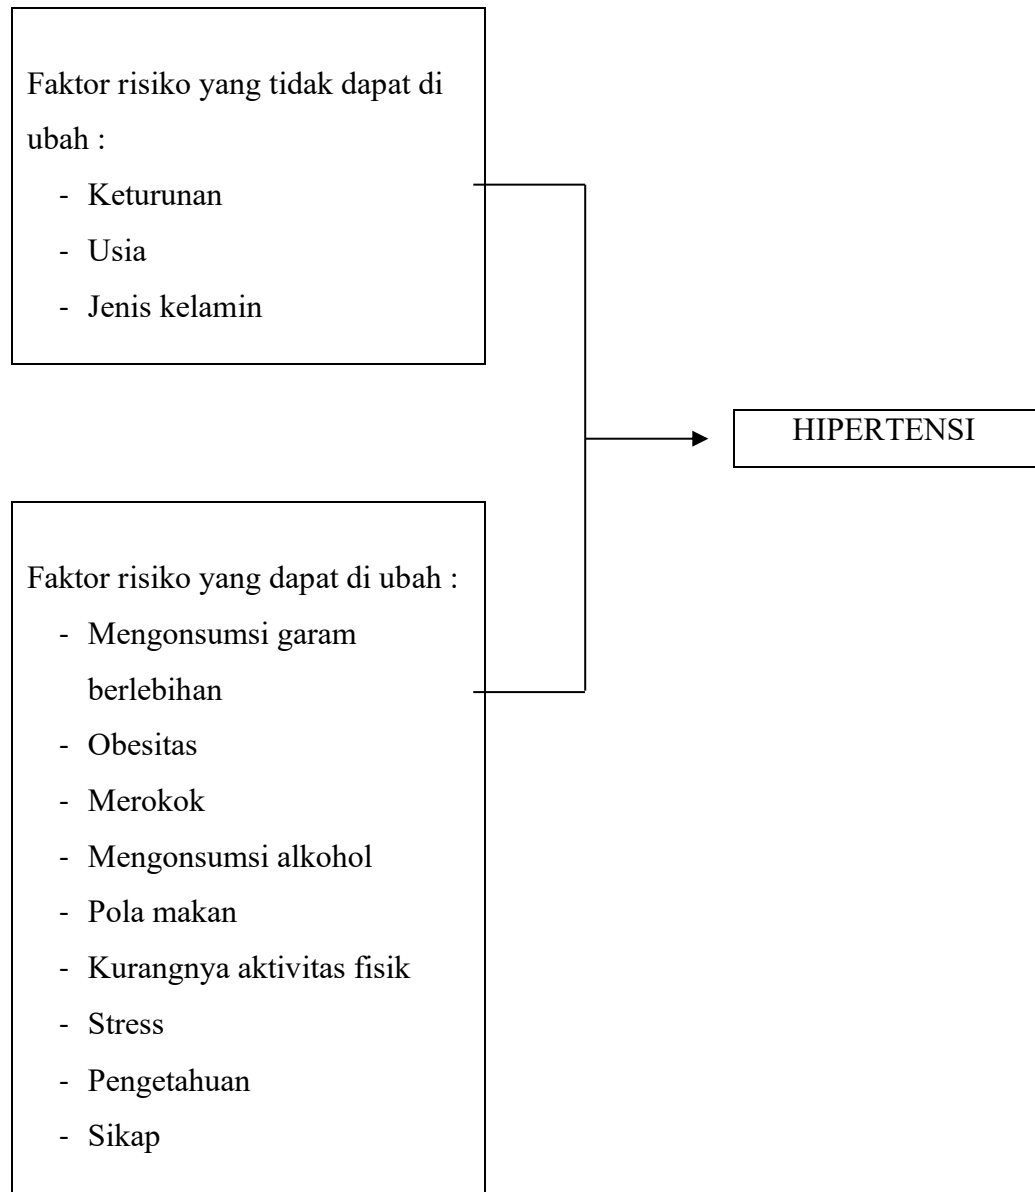 Faktor risiko yang tidak dapat di
ubah :
- Keturunan
- Usia
- Jenis kelamin
HIPERTENSI
Faktor risiko yang dapat di ubah :
- Mengonsumsi garam
berlebihan
- Obesitas
- Merokok
- Mengonsumsi alkohol
- Pola makan
- Kurangnya aktivitas fisik
- Stress
- Pengetahuan
- Sikap